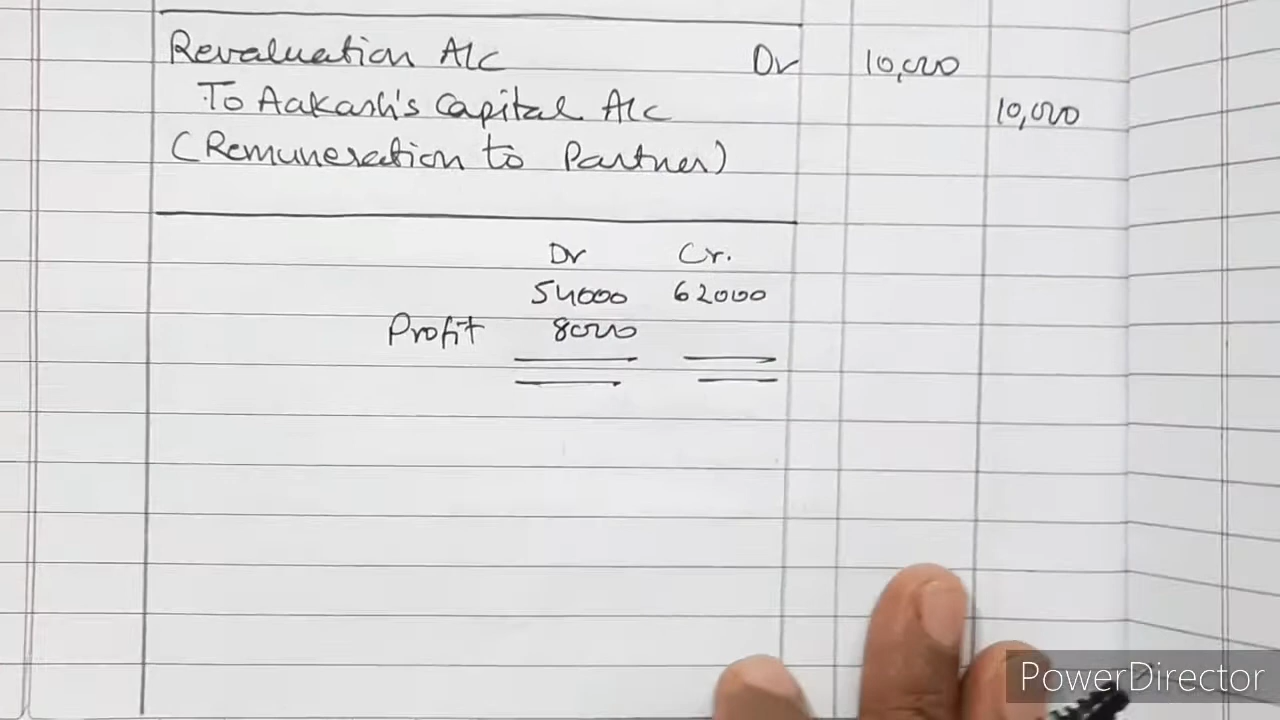 Revaluation A/c Dr 10,000
To Aakash's Capital A/c 10,000
(Remuneration to Partner)
Dr Cr.
54000 62000
Profit 8000
PowerDirector